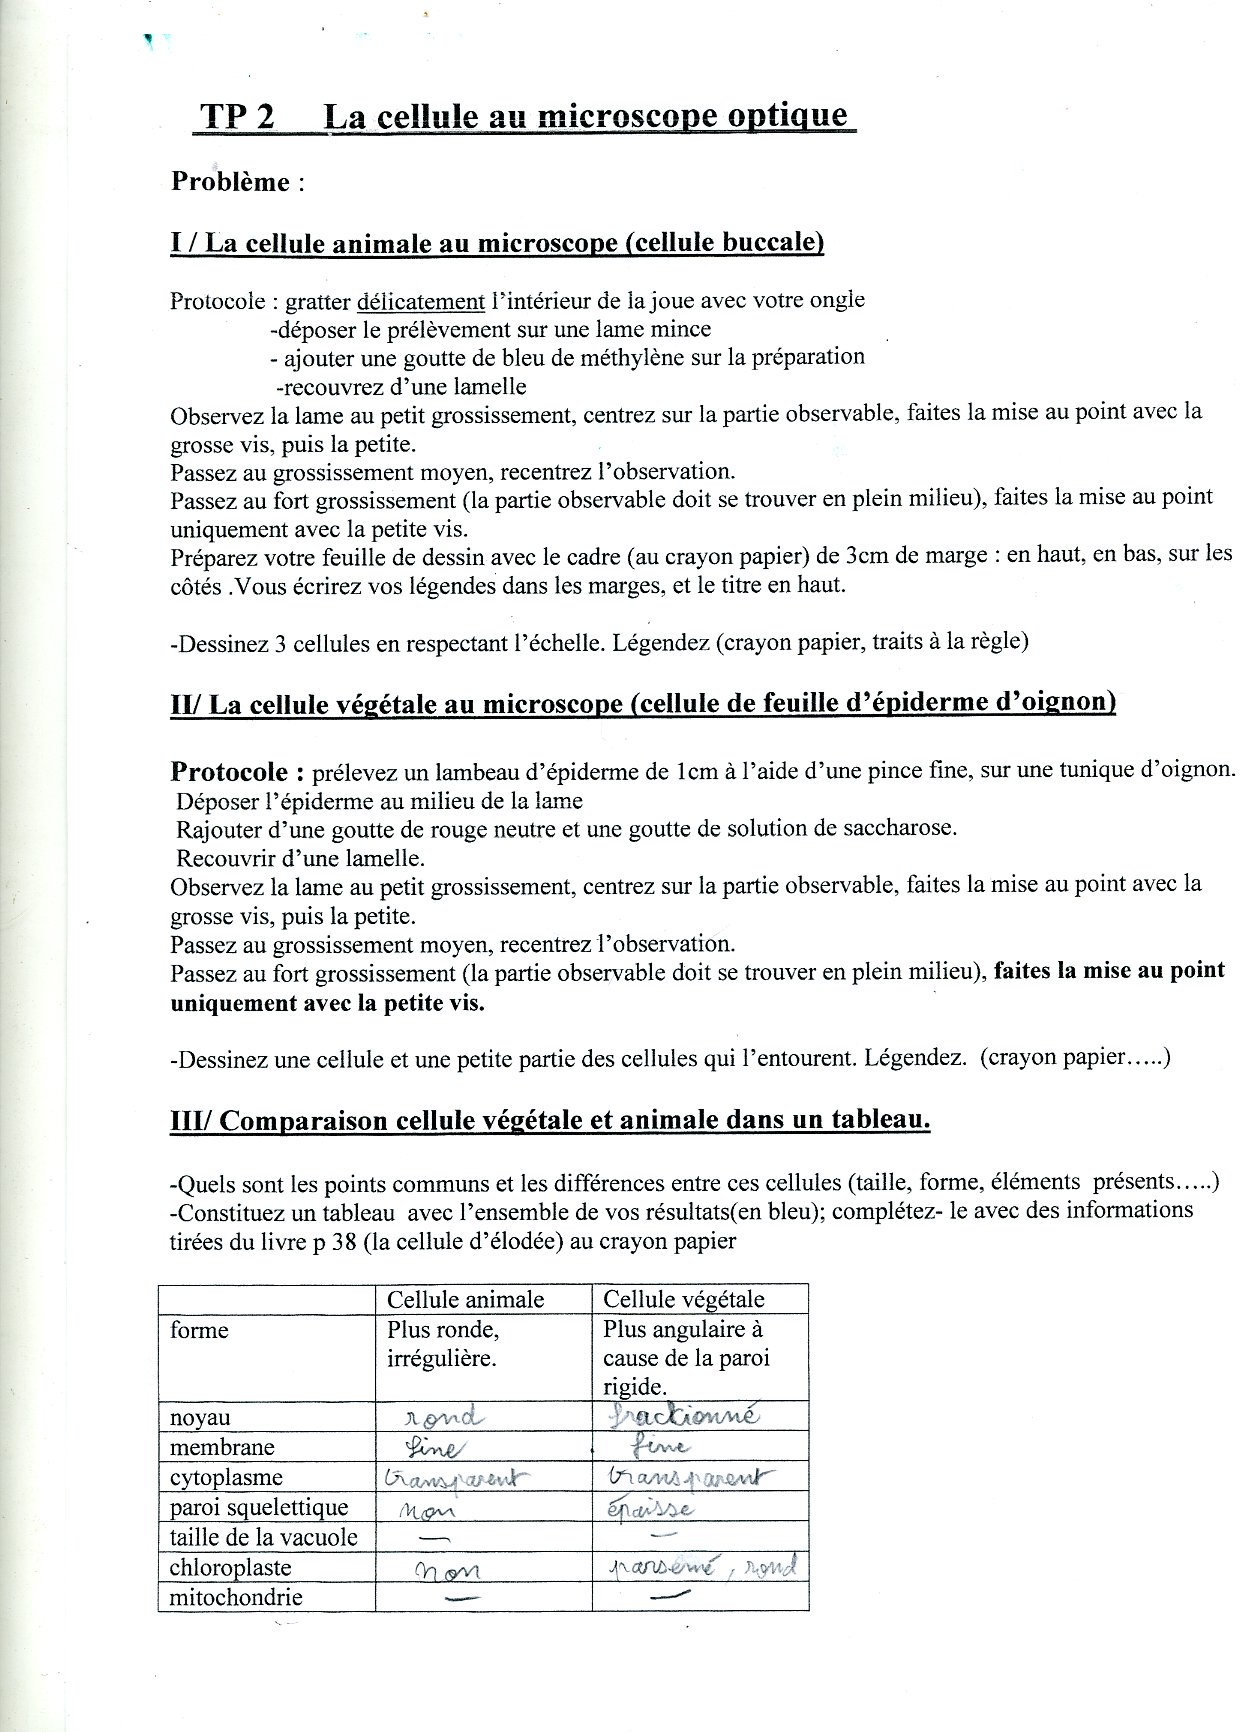 TP 2 La cellule au microscope optique
Problème :
I / La cellule animale au microscope (cellule buccale)
Protocole : gratter délicatement l'intérieur de la joue avec votre ongle
-déposer le prélèvement sur une lame mince
- ajouter une goutte de bleu de méthylène sur la préparation
-recouvrez d'une lamelle
Observez la lame au petit grossissement, centrez sur la partie observable, faites la mise au point avec la
grosse vis, puis la petite.
Passez au grossissement moyen, recentrez l'observation.
Passez au fort grossissement (la partie observable doit se trouver en plein milieu), faites la mise au point
uniquement avec la petite vis.
Préparez votre feuille de dessin avec le cadre (au crayon papier) de 3cm de marge : en haut, en bas, sur les
côtés .Vous écrirez vos légendes dans les marges, et le titre en haut.
-Dessinez 3 cellules en respectant l'échelle. Légendez (crayon papier, traits à la règle)
II/ La cellule végétale au microscope (cellule de feuille d'épiderme d'oignon)
Protocole : prélevez un lambeau d'épiderme de 1cm à l'aide d'une pince fine, sur une tunique d'oignon.
Déposer l'épiderme au milieu de la lame
Rajouter d'une goutte de rouge neutre et une goutte de solution de saccharose.
Recouvrir d'une lamelle.
Observez la lame au petit grossissement, centrez sur la partie observable, faites la mise au point avec la
grosse vis, puis la petite.
Passez au grossissement moyen, recentrez l'observation.
Passez au fort grossissement (la partie observable doit se trouver en plein milieu), faites la mise au point
uniquement avec la petite vis.
-Dessinez une cellule et une petite partie des cellules qui l'entourent. Légendez. (crayon papier…..)
III/ Comparaison cellule végétale et animale dans un tableau.
-Quels sont les points communs et les différences entre ces cellules (taille, forme, éléments présents…..)
-Constituez un tableau avec l'ensemble de vos résultats(en bleu); complétez- le avec des informations
tirées du livre p 38 (la cellule d'élodée) au crayon papier
Cellule animale Cellule végétale
forme Plus ronde, Plus angulaire à
irrégulière. cause de la paroi
rigide.
noyau rond fractionné
membrane fine fine
cytoplasme transparent transparent
paroi squelettique non épaisse
taille de la vacuole — —
chloroplaste non parsemé, rond
mitochondrie — —